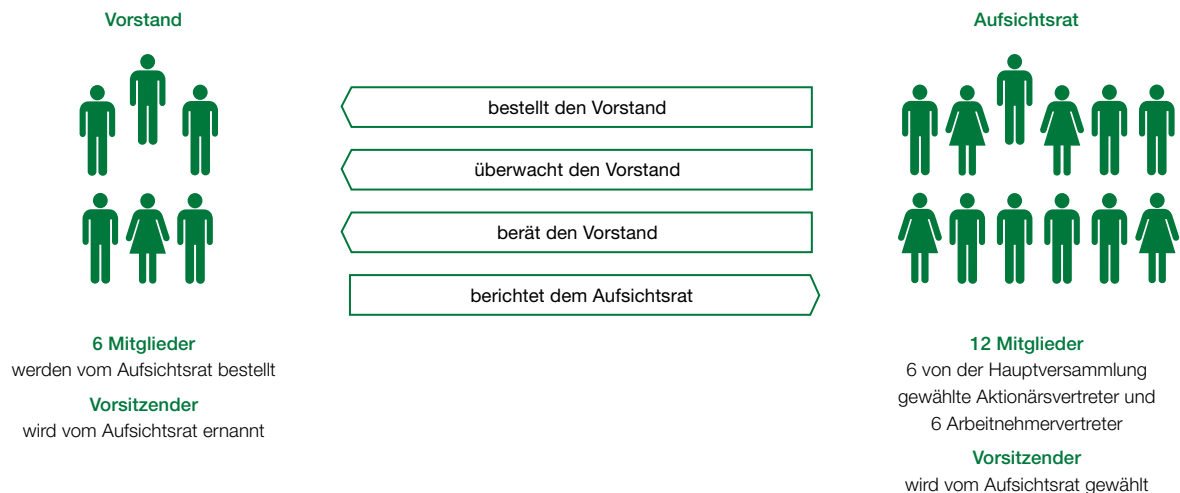 Vorstand
Aufsichtsrat
bestellt den Vorstand
überwacht den Vorstand
berät den Vorstand
berichtet dem Aufsichtsrat
6 Mitglieder
werden vom Aufsichtsrat bestellt
Vorsitzender
wird vom Aufsichtsrat ernannt
12 Mitglieder
6 von der Hauptversammlung
gewählte Aktionärsvertreter und
6 Arbeitnehmervertreter
Vorsitzender
wird vom Aufsichtsrat gewählt